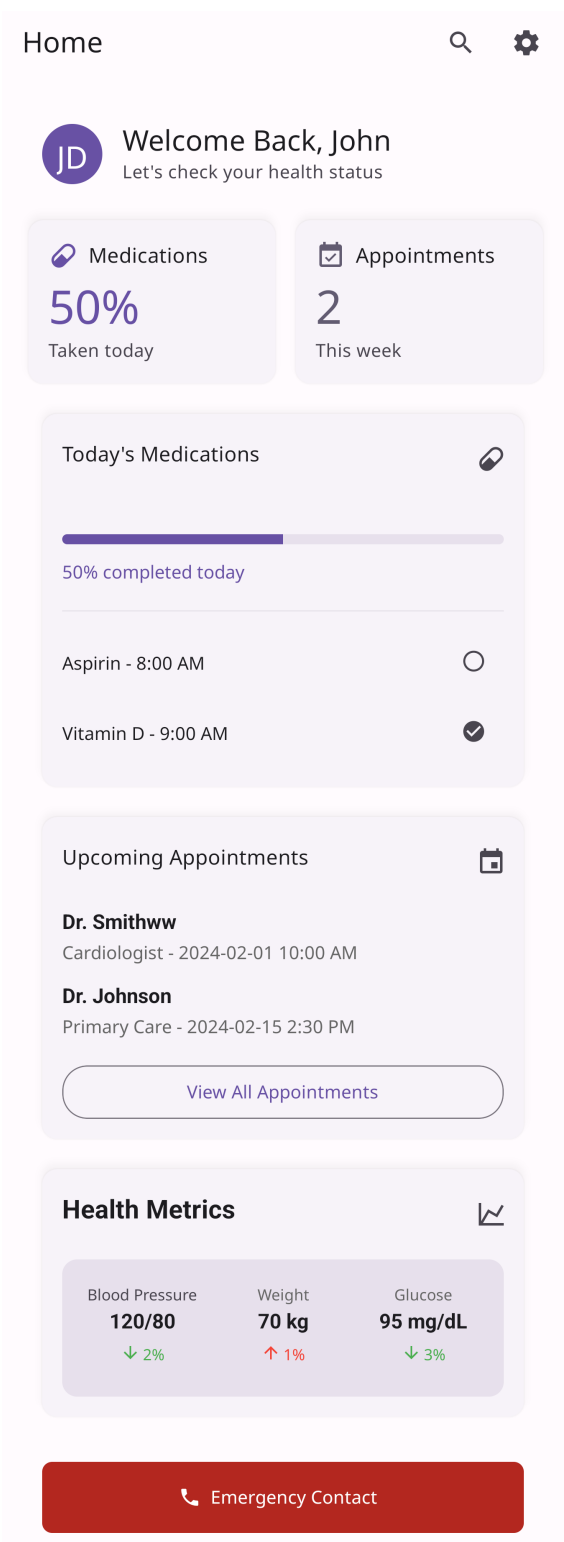 Home
JD
Welcome Back, John
Let's check your health status
Medications
50%
Taken today
Appointments
2
This week
Today's Medications
50% completed today
Aspirin - 8:00 AM
Vitamin D - 9:00 AM
Upcoming Appointments
Dr. Smithww
Cardiologist - 2024-02-01 10:00 AM
Dr. Johnson
Primary Care - 2024-02-15 2:30 PM
View All Appointments
Health Metrics
Blood Pressure
120/80
2%
Weight
70 kg
1%
Glucose
95 mg/dL
3%
Emergency Contact